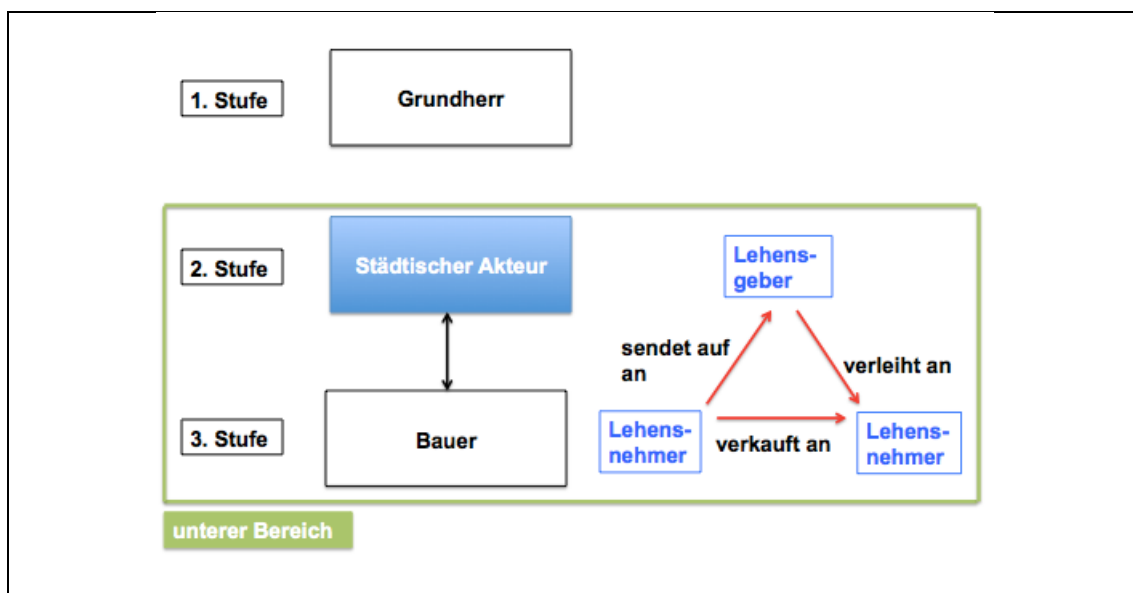 1. Stufe
Grundherr
2. Stufe
Städtischer Akteur
Lehens-
geber
sendet auf
an
verleiht an
3. Stufe
Bauer
Lehens-
nehmer
verkauft an
Lehens-
nehmer
unterer Bereich